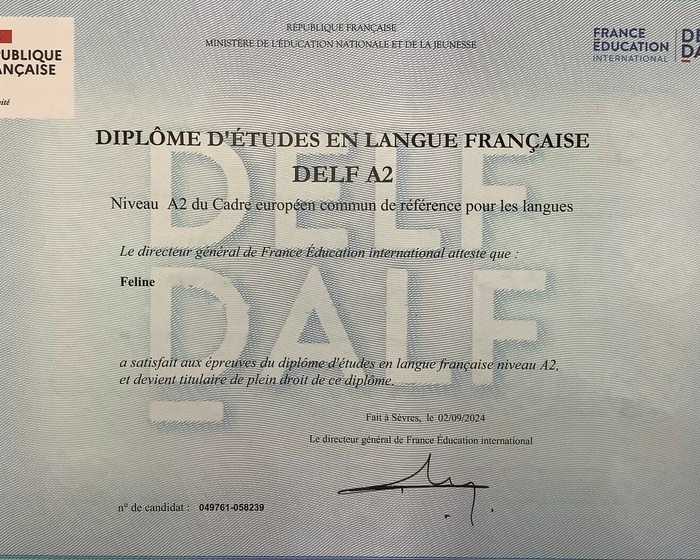 RÉPUBLIQUE FRANÇAISE
MINISTÈRE DE L'ÉDUCATION NATIONALE ET DE LA JEUNESSE
FRANCE
ÉDUCATION
INTERNATIONAL
DIPLÔME D'ÉTUDES EN LANGUE FRANÇAISE
DELF A2
Niveau A2 du Cadre européen commun de référence pour les langues
Le directeur général de France Éducation international atteste que :
Feline
a satisfait aux épreuves du diplôme d'études en langue française niveau A2,
et devient titulaire de plein droit de ce diplôme.
Fait à Sèvres, le 02/09/2024
Le directeur général de France Éducation international
n° de candidat : 049761-058239
DELF
DALF